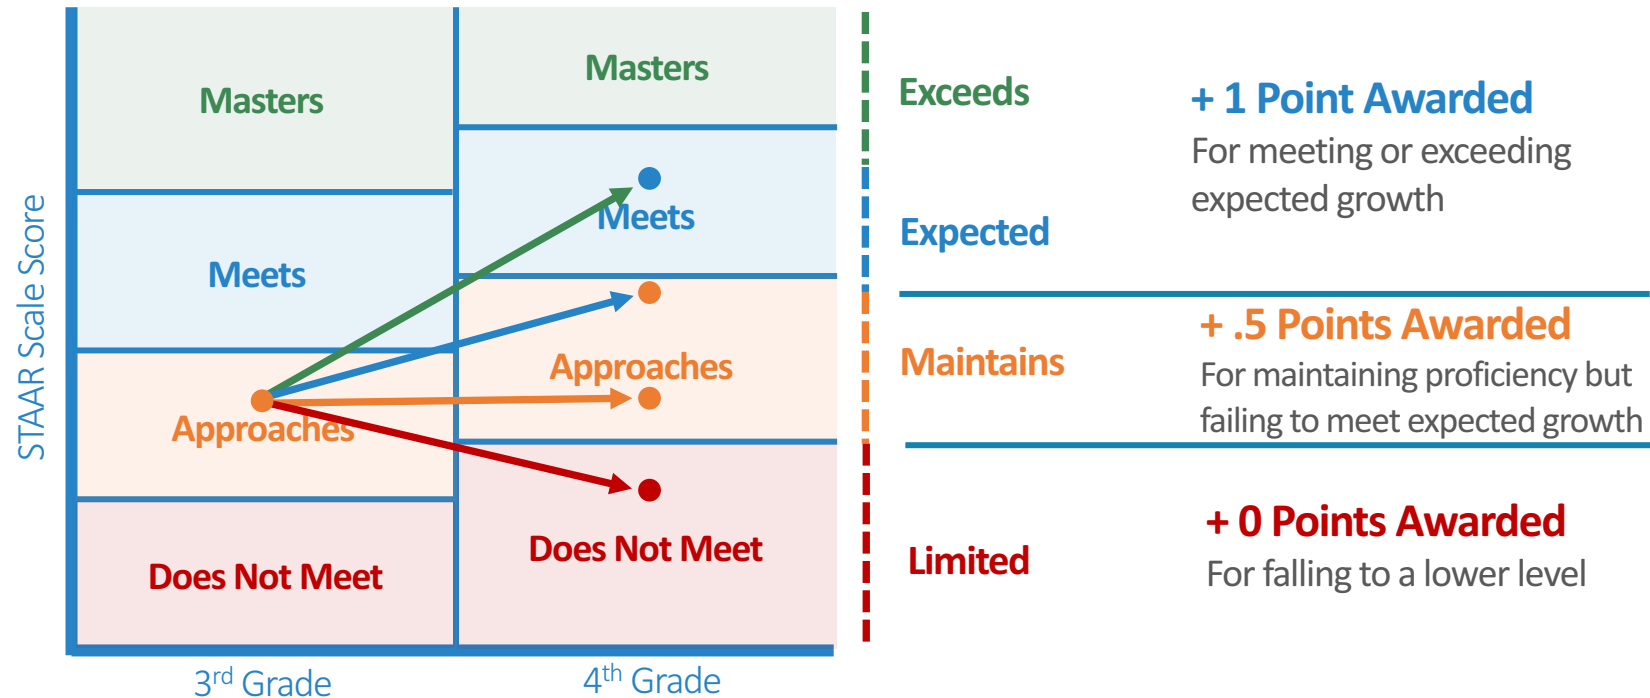 STAAR Scale Score
Masters
Meets
Approaches
Does Not Meet
3rd Grade
Masters
Meets
Approaches
Does Not Meet
4th Grade
Exceeds
Expected
Maintains
Limited
+ 1 Point Awarded
For meeting or exceeding
expected growth
+ .5 Points Awarded
For maintaining proficiency but
failing to meet expected growth
+ 0 Points Awarded
For falling to a lower level